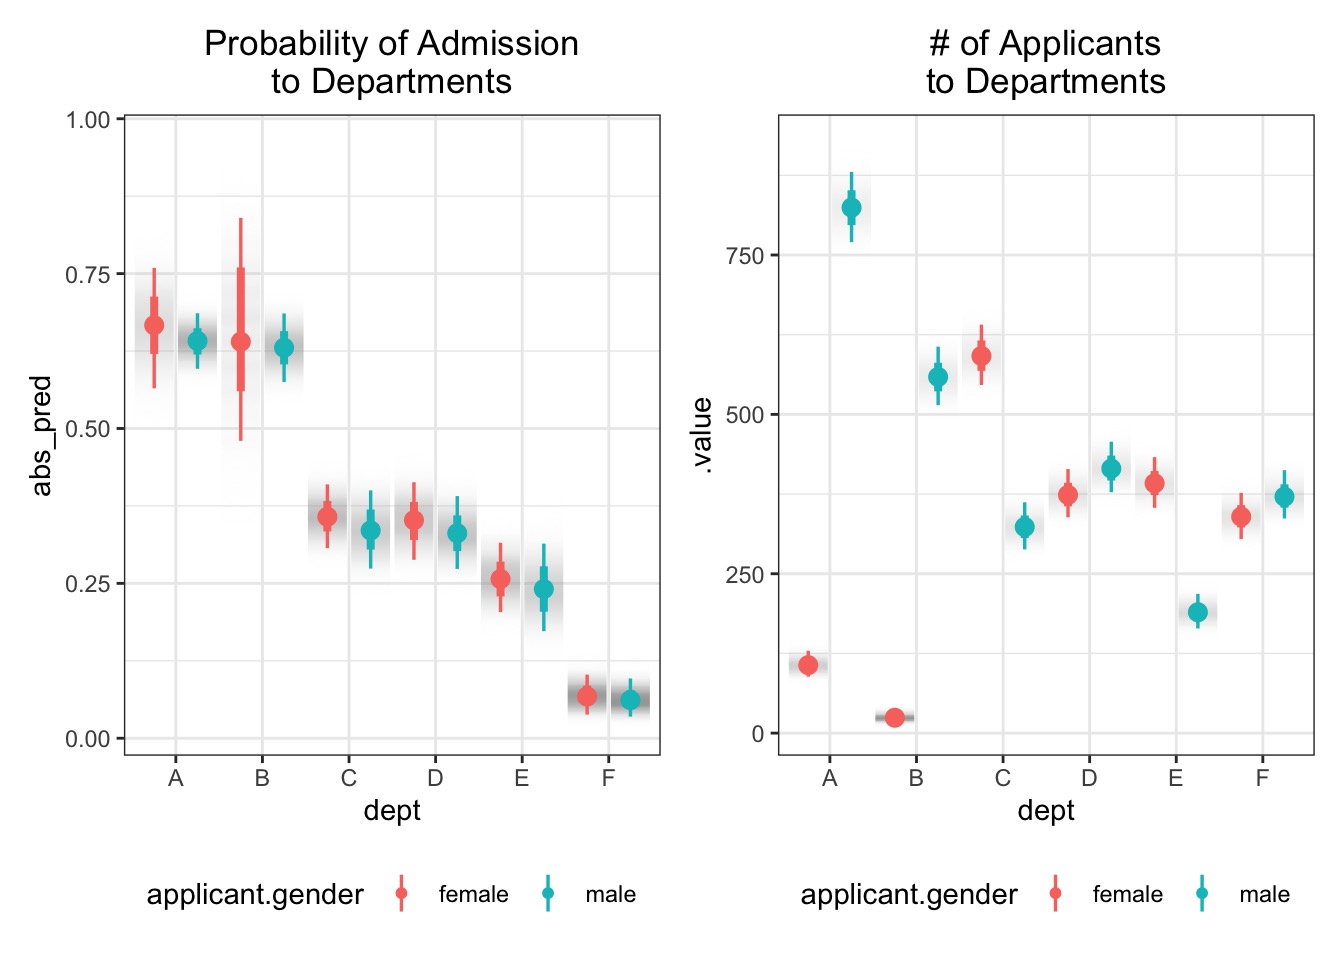 Probability of Admission
to Departments
1.00
0.75
0.50
0.25
0.00
abs_pred
A B C D E F
dept
applicant.gender female male
# of Applicants
to Departments
750
500
250
0
.value
A B C D E F
dept
applicant.gender female male